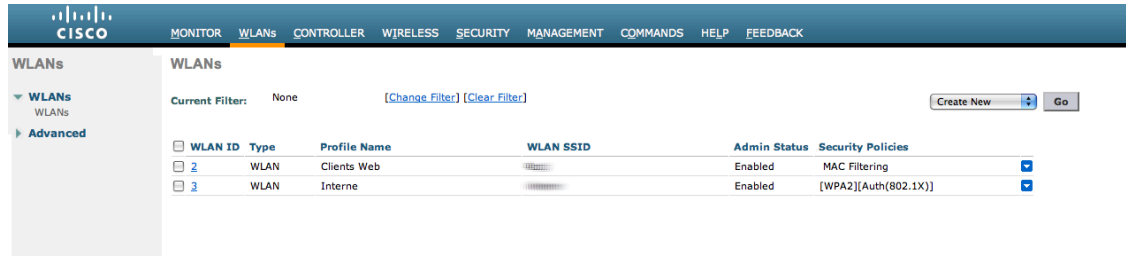 CISCO
MONITOR WLANs CONTROLLER WIRELESS SECURITY MANAGEMENT COMMANDS HELP FEEDBACK
WLANs
WLANs
WLANs
Advanced
WLANs
Current Filter: None [Change Filter] [Clear Filter]
Create New Go
WLAN ID Type Profile Name WLAN SSID Admin Status Security Policies
2 WLAN Clients Web Enabled MAC Filtering
3 WLAN Interne Enabled [WPA2][Auth(802.1X)]